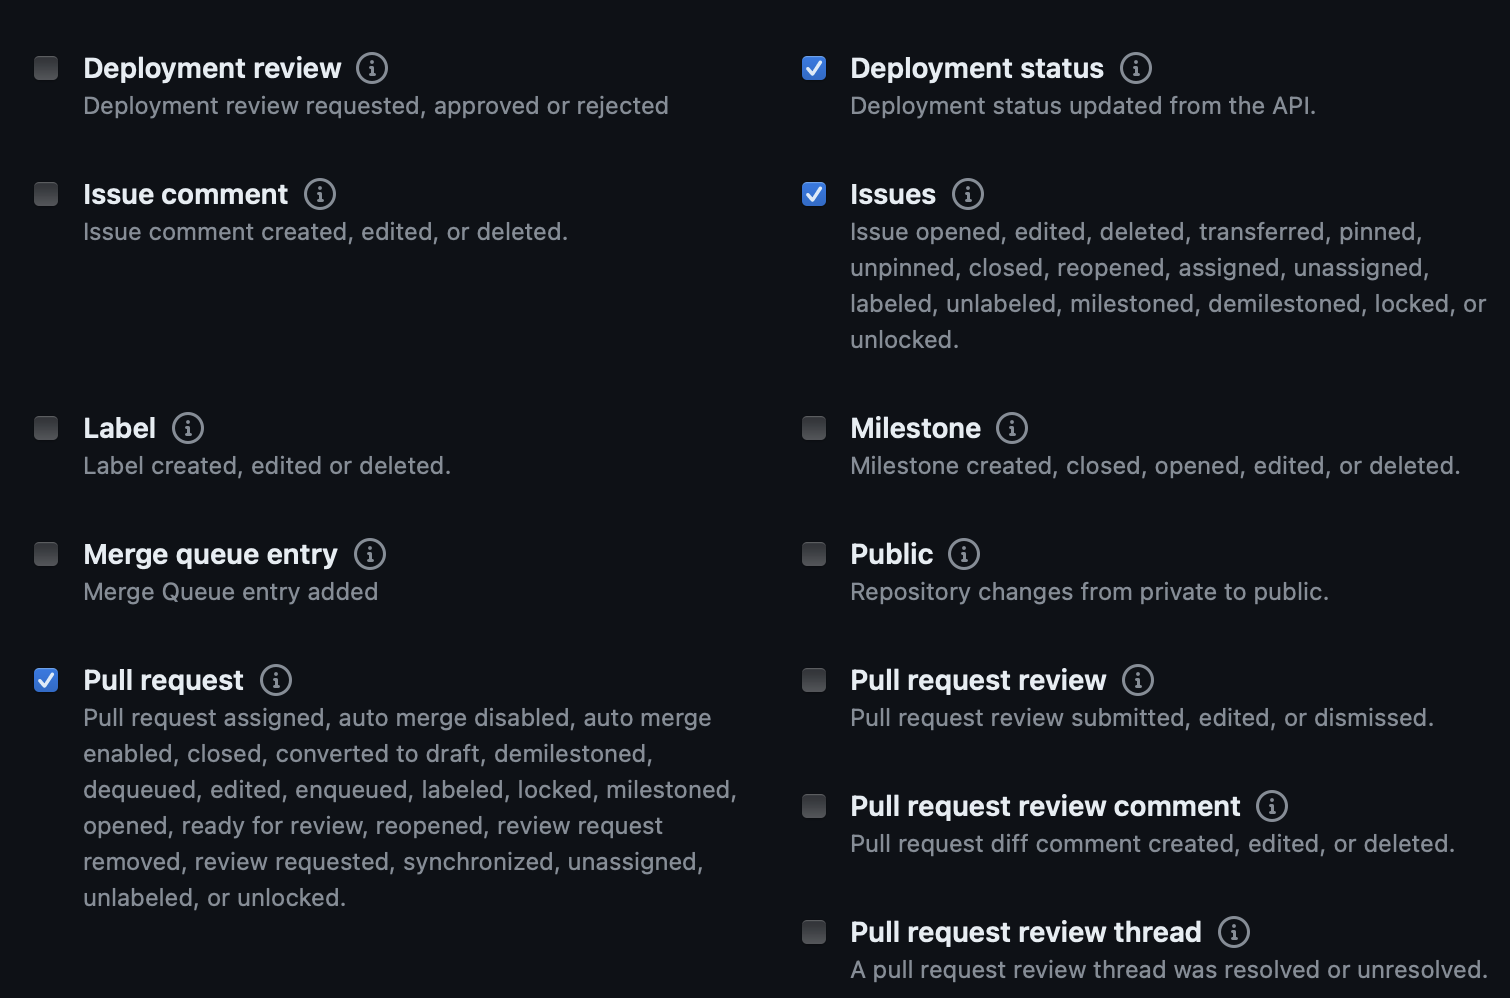 Deployment review
Deployment review requested, approved or rejected
Deployment status
Deployment status updated from the API.
Issue comment
Issue comment created, edited, or deleted.
Issues
Issue opened, edited, deleted, transferred, pinned,
unpinned, closed, reopened, assigned, unassigned,
labeled, unlabeled, milestoned, demilestoned, locked, or
unlocked.
Label
Label created, edited or deleted.
Milestone
Milestone created, closed, opened, edited, or deleted.
Merge queue entry
Merge Queue entry added
Public
Repository changes from private to public.
Pull request
Pull request assigned, auto merge disabled, auto merge
enabled, closed, converted to draft, demilestoned,
dequeued, edited, enqueued, labeled, locked, milestoned,
opened, ready for review, reopened, review request
removed, review requested, synchronized, unassigned,
unlabeled, or unlocked.
Pull request review
Pull request review submitted, edited, or dismissed.
Pull request review comment
Pull request diff comment created, edited, or deleted.
Pull request review thread
A pull request review thread was resolved or unresolved.